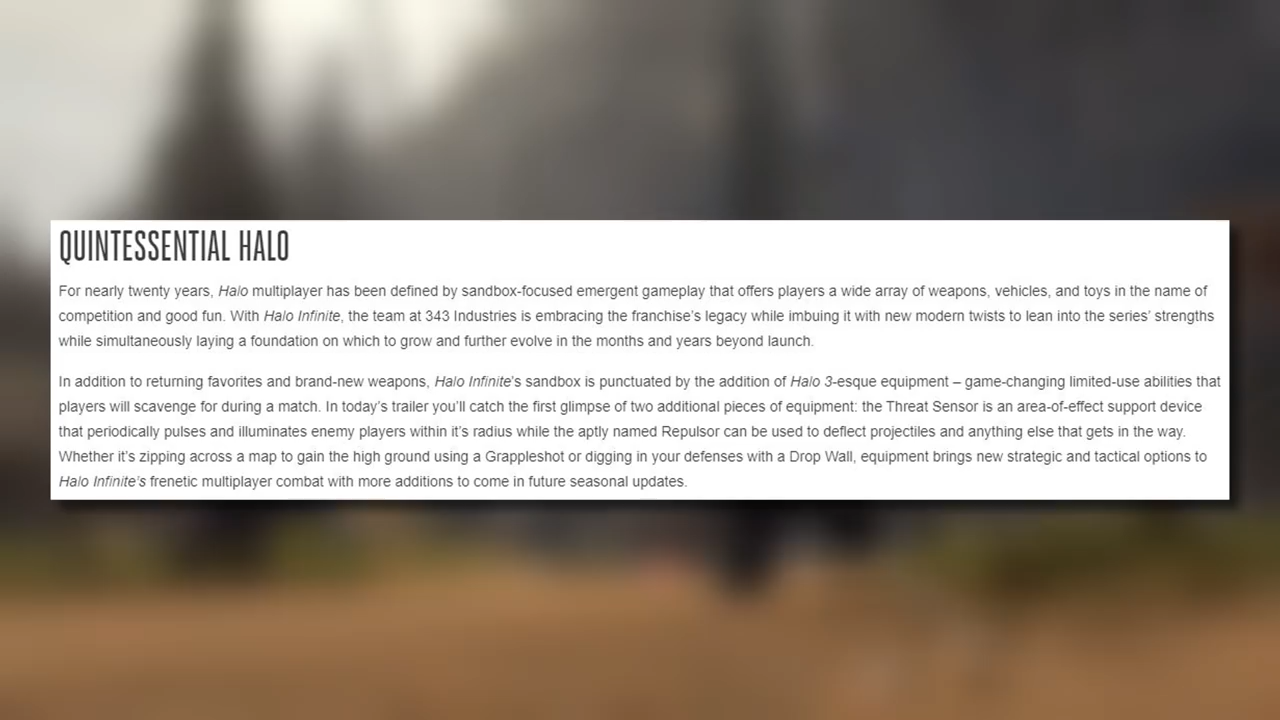 QUINTESSENTIAL HALO
For nearly twenty years, Halo multiplayer has been defined by sandbox-focused emergent gameplay that offers players a wide array of weapons, vehicles, and toys in the name of
competition and good fun. With Halo Infinite, the team at 343 Industries is embracing the franchise's legacy while imbuing it with new modern twists to lean into the series' strengths
while simultaneously laying a foundation on which to grow and further evolve in the months and years beyond launch.
In addition to returning favorites and brand-new weapons, Halo Infinite's sandbox is punctuated by the addition of Halo 3-esque equipment – game-changing limited-use abilities that
players will scavenge for during a match. In today's trailer you'll catch the first glimpse of two additional pieces of equipment: the Threat Sensor is an area-of-effect support device
that periodically pulses and illuminates enemy players within it's radius while the aptly named Repulsor can be used to deflect projectiles and anything else that gets in the way.
Whether it's zipping across a map to gain the high ground using a Grappleshot or digging in your defenses with a Drop Wall, equipment brings new strategic and tactical options to
Halo Infinite's frenetic multiplayer combat with more additions to come in future seasonal updates.